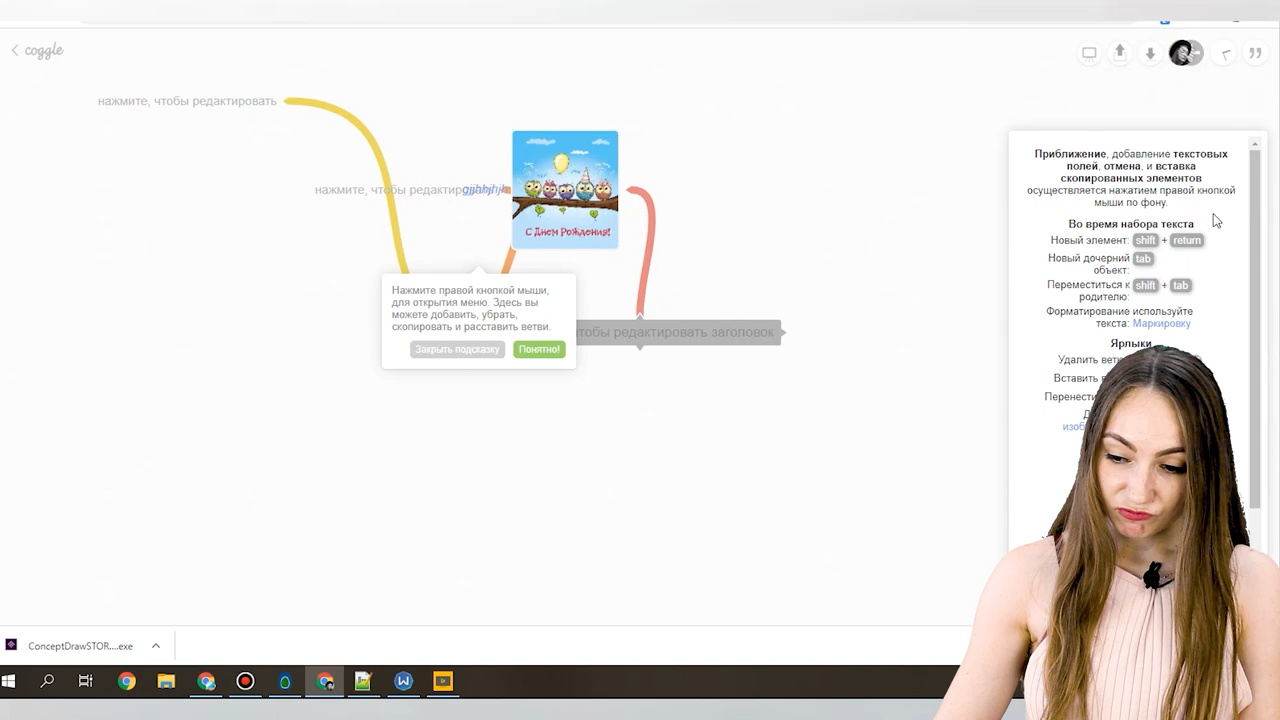 coggle
нажмите, чтобы редактировать
нажмите, чтобы
gjjhhjhjh
С Днем Рождения!
Нажмите правой кнопкой мыши,
для открытия меню. Здесь вы
можете добавить, убрать,
скопировать и расставить ветви.
Закрыть подсказку Понятно!
чтобы редактировать заголовок
Приближение, добавление текстовых
полей, отмена, и вставка
скопированных элементов
осуществляется нажатием правой кнопкой
мыши по фону.
Во время набора текста
Новый элемент: shift + return
Новый дочерний
объект: tab
Переместиться к
родителю: shift + tab
Форматирование используйте
текста: Маркировку
Ярлыки
Удалить
Вставить
ConceptDrawSTOR....exe